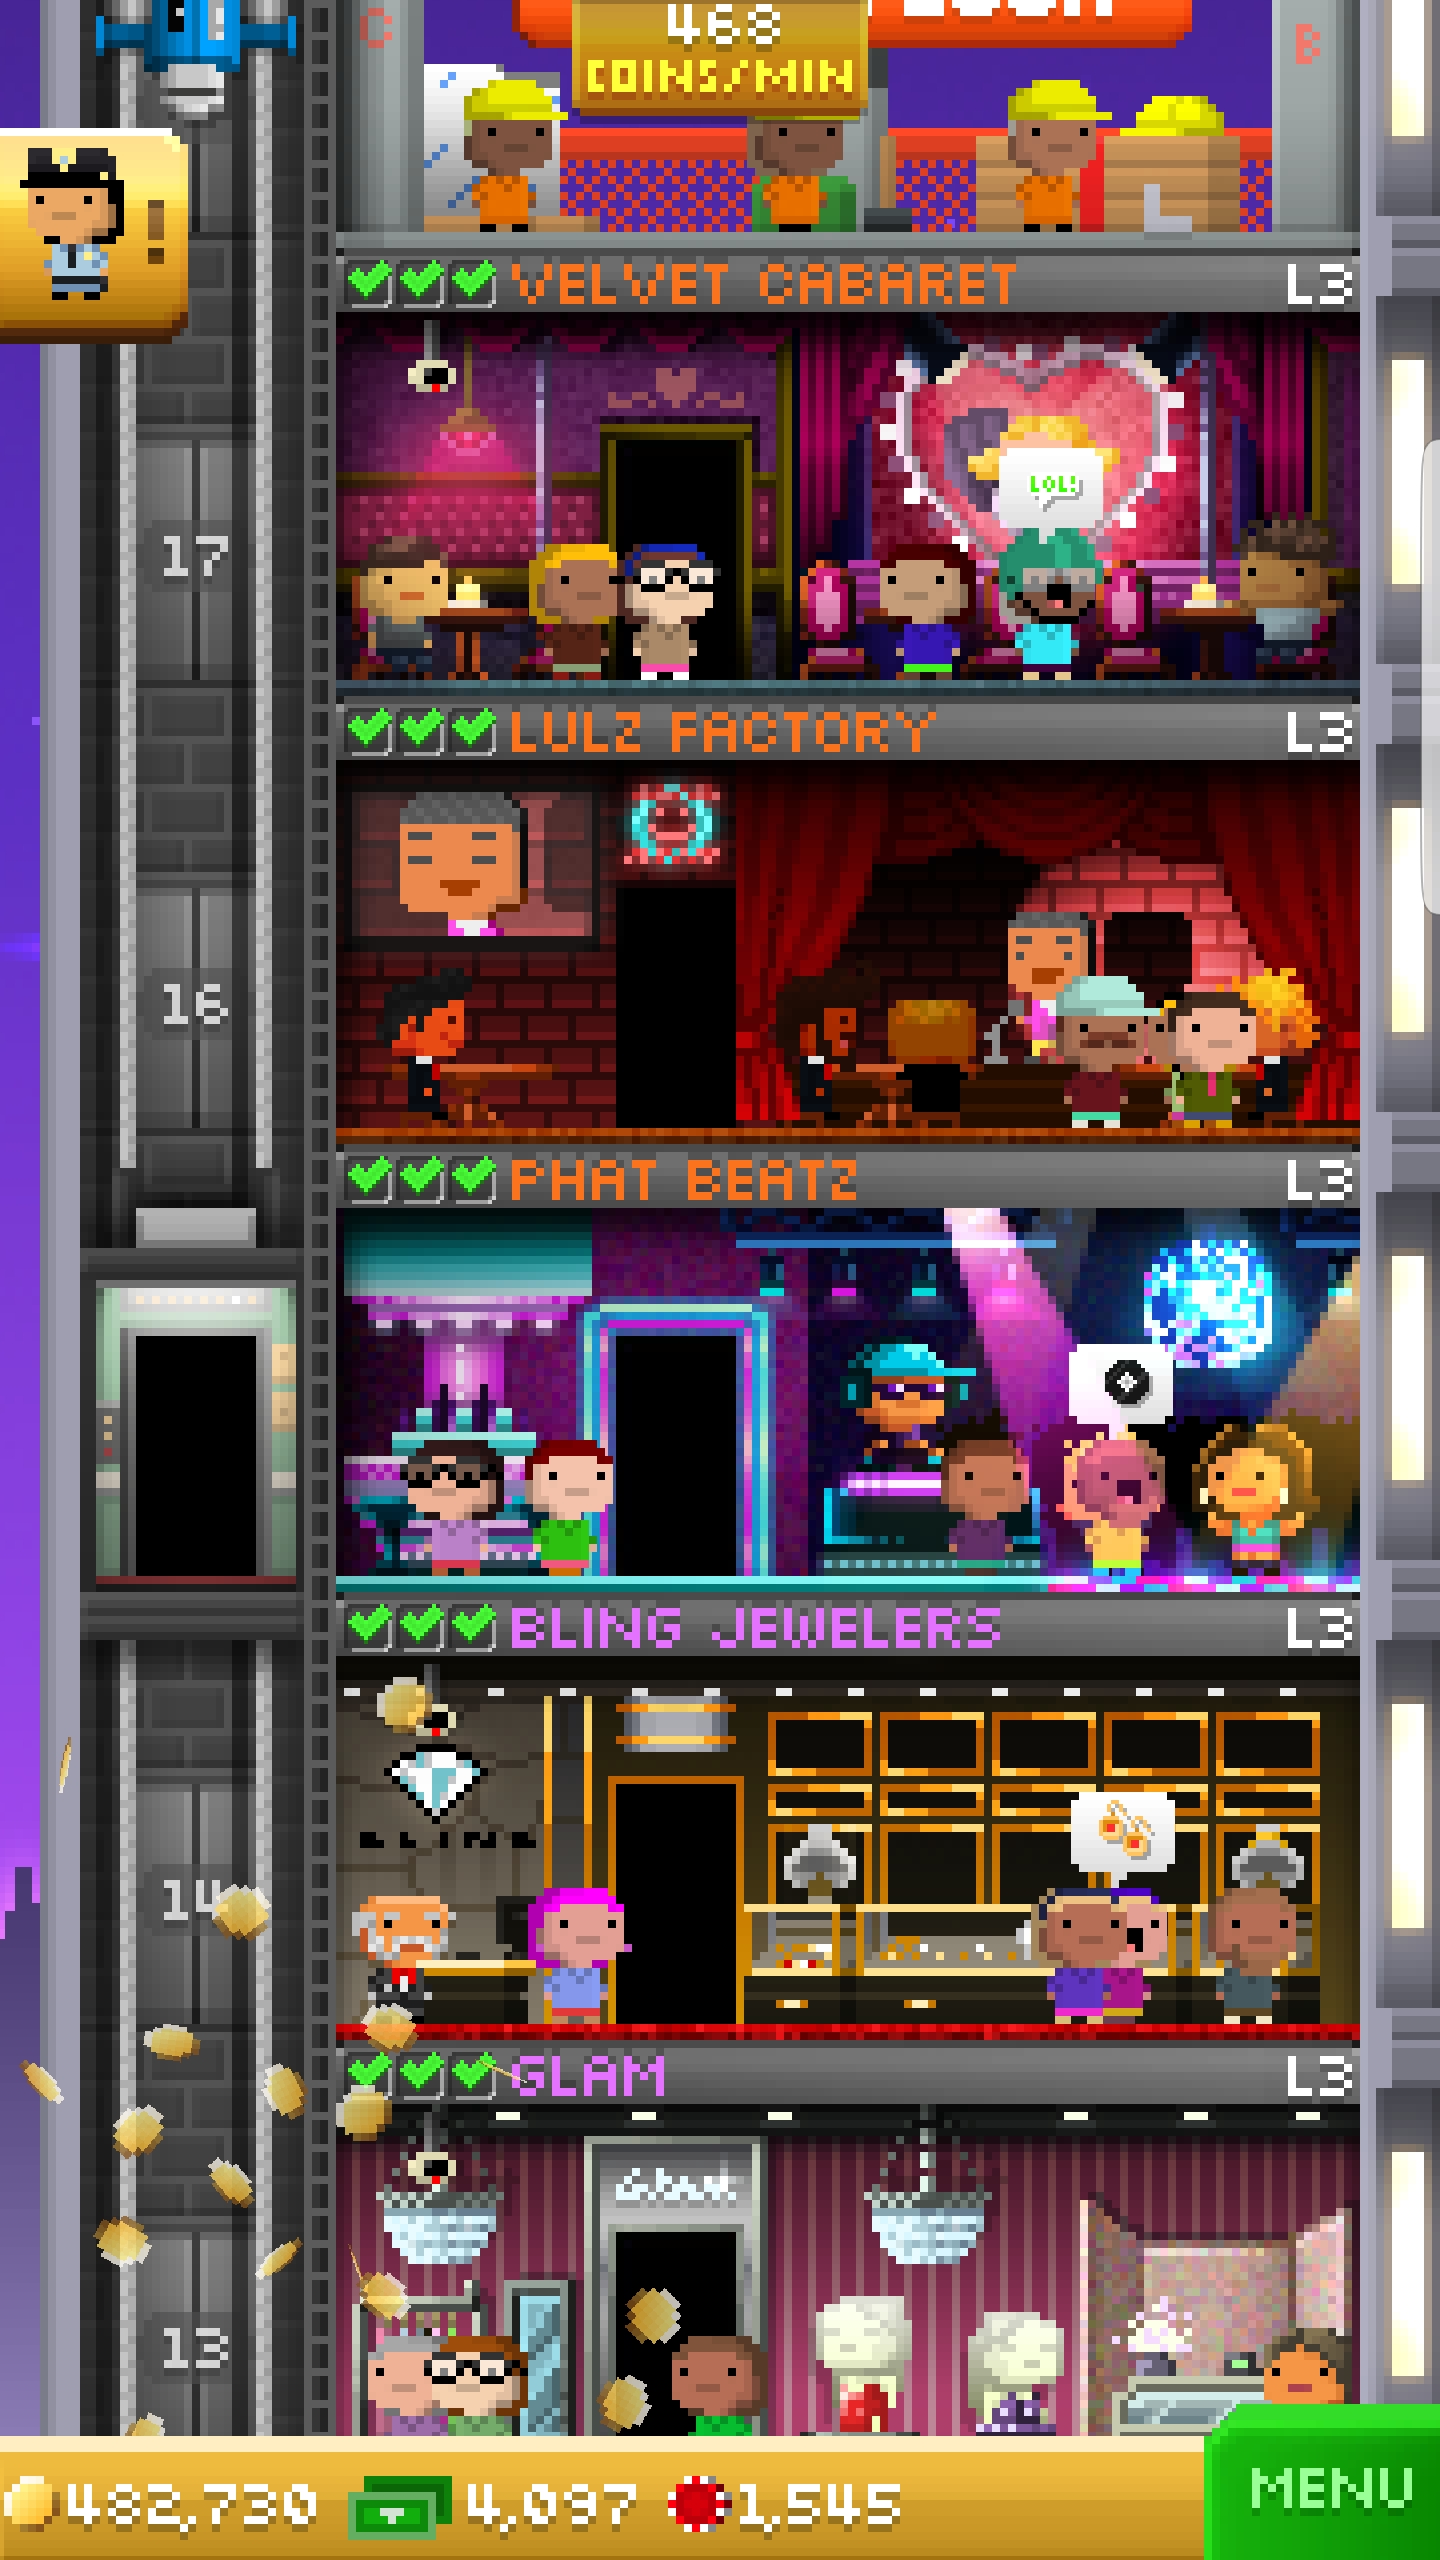 C
B
468
COINS/MIN
VELVET CABARET L3
LOL!
17
LULZ FACTORY L3
16
PHAT BEATZ L3
BLING JEWELERS L3
BLING
14
GLAM L3
Glam
13
482,730 4,097 1,545
MENU